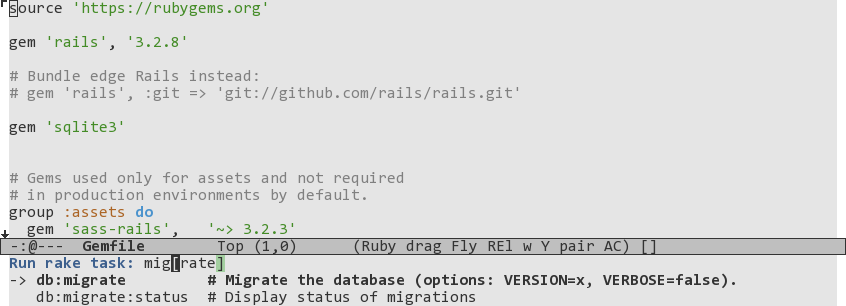 source 'https://rubygems.org'
gem 'rails', '3.2.8'
# Bundle edge Rails instead:
# gem 'rails', :git => 'git://github.com/rails/rails.git'
gem 'sqlite3'
# Gems used only for assets and not required
# in production environments by default.
group :assets do
  gem 'sass-rails',   '~> 3.2.3'
-:@---  Gemfile        Top (1,0)      (Ruby drag Fly REl w Y pair AC) []
Run rake task: mig[rate]
-> db:migrate         # Migrate the database (options: VERSION=x, VERBOSE=false).
   db:migrate:status  # Display status of migrations